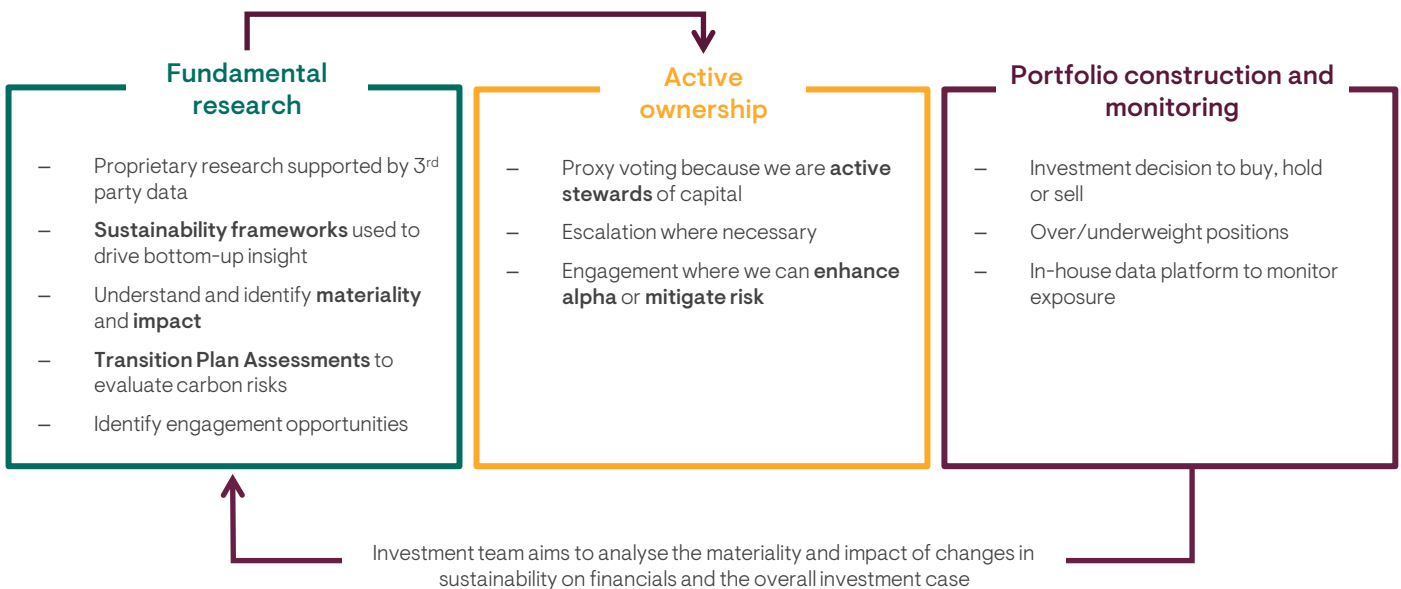 Fundamental
research
– Proprietary research supported by 3rd
party data
– Sustainability frameworks used to
drive bottom-up insight
– Understand and identify materiality
and impact
– Transition Plan Assessments to
evaluate carbon risks
– Identify engagement opportunities
Active
ownership
– Proxy voting because we are active
stewards of capital
– Escalation where necessary
– Engagement where we can enhance
alpha or mitigate risk
Portfolio construction and
monitoring
– Investment decision to buy, hold
or sell
– Over/underweight positions
– In-house data platform to monitor
exposure
Investment team aims to analyse the materiality and impact of changes in
sustainability on financials and the overall investment case